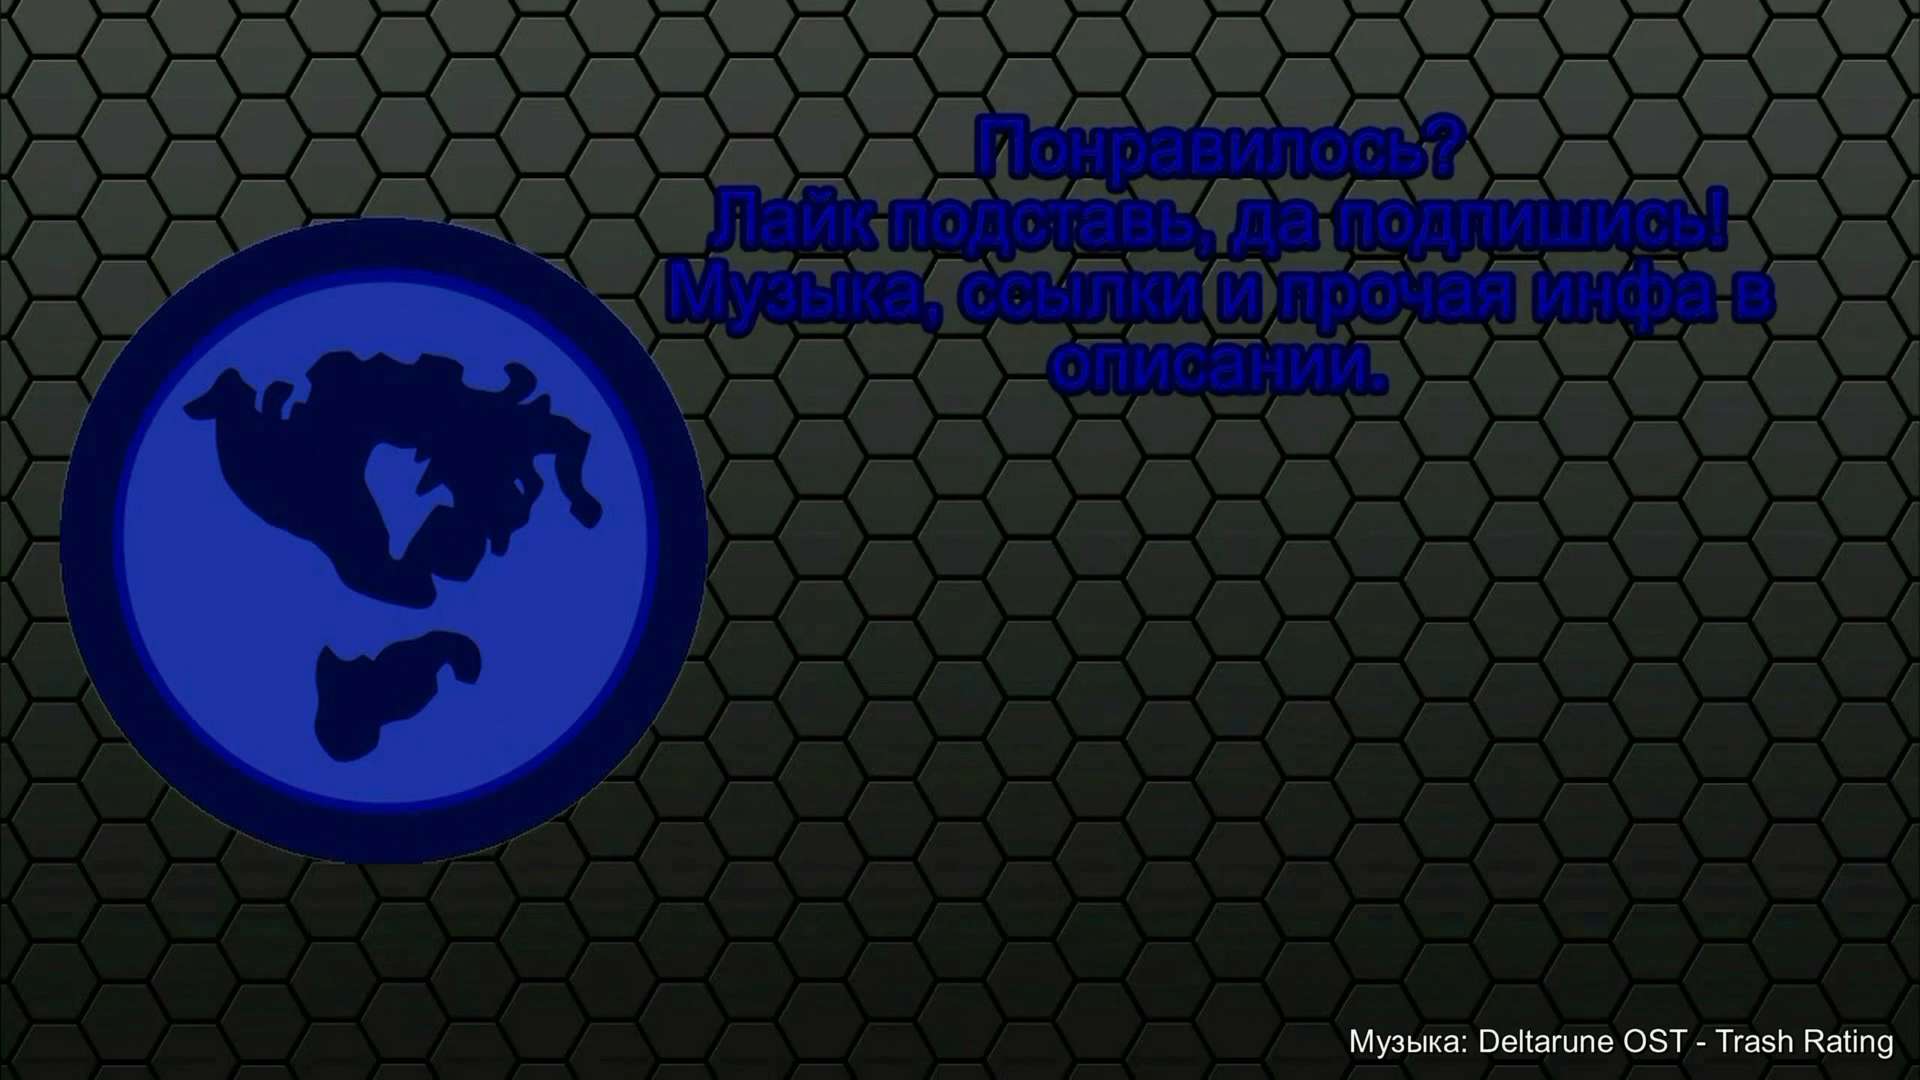 Понравилось?
Лайк подставь, да подпишись!
Музыка, ссылки и прочая инфа в
описании.
Музыка: Deltarune OST - Trash Rating